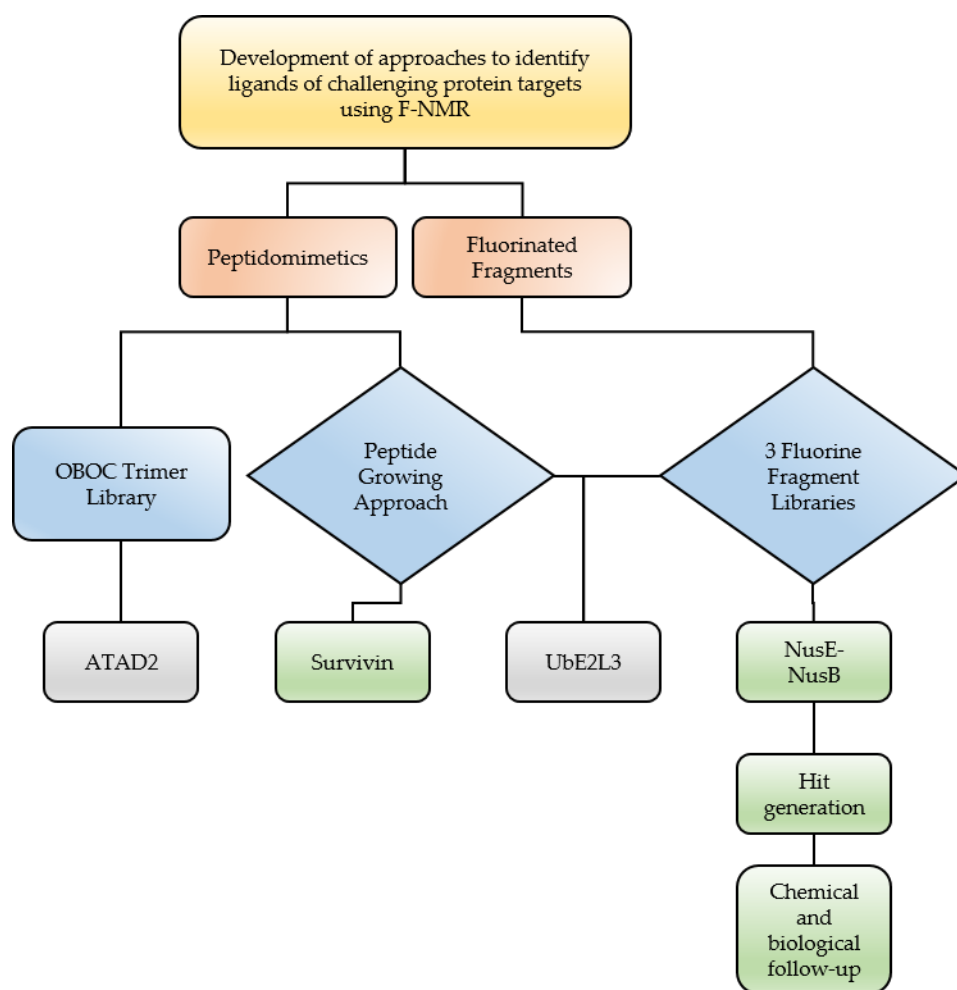 Development of approaches to identify
ligands of challenging protein targets
using F-NMR
Peptidomimetics
Fluorinated
Fragments
OBOC Trimer
Library
Peptide
Growing
Approach
3 Fluorine
Fragment
Libraries
ATAD2
Survivin
UbE2L3
NusE-
NusB
Hit
generation
Chemical
and
biological
follow-up